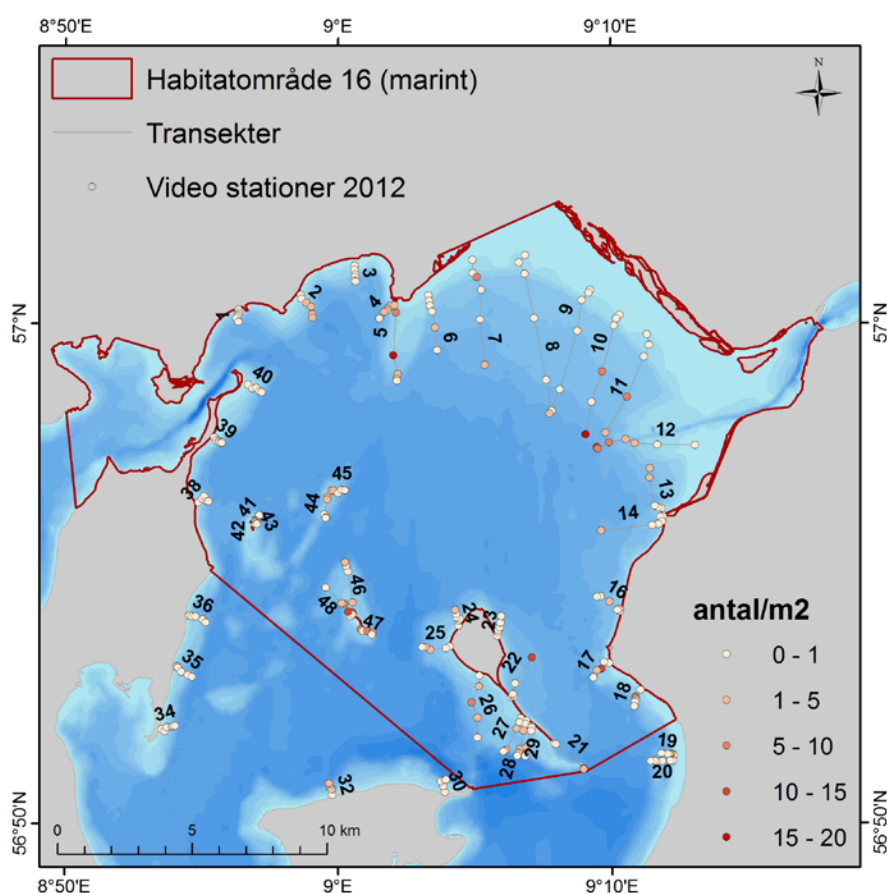 8°50'E
9°E
9°10'E
Habitatområde 16 (marint)
Transekter
Video stationer 2012
N
57°N
57°N
1
2
3
4
5
6
7
8
9
10
11
12
13
14
16
17
18
19
20
21
22
23
24
25
26
27
28
29
30
32
34
35
36
38
39
40
41
42
43
44
45
46
47
48
antal/m2
0 - 1
1 - 5
5 - 10
10 - 15
15 - 20
56°50'N
56°50'N
0 5 10 km
8°50'E
9°E
9°10'E